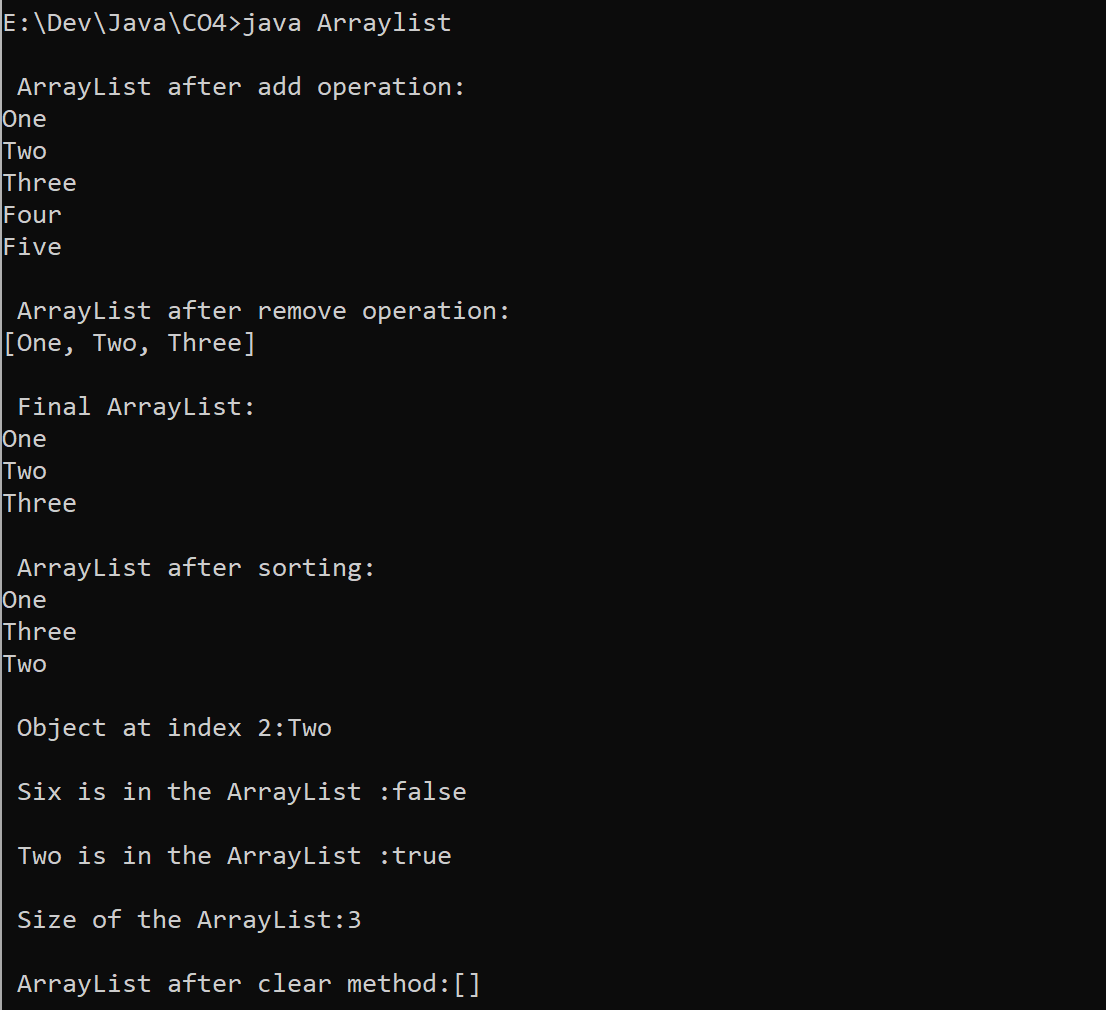 E:\Dev\Java\CO4>java Arraylist
ArrayList after add operation:
One
Two
Three
Four
Five
ArrayList after remove operation:
[One, Two, Three]
Final ArrayList:
One
Two
Three
ArrayList after sorting:
One
Three
Two
Object at index 2:Two
Six is in the ArrayList :false
Two is in the ArrayList :true
Size of the ArrayList:3
ArrayList after clear method:[]